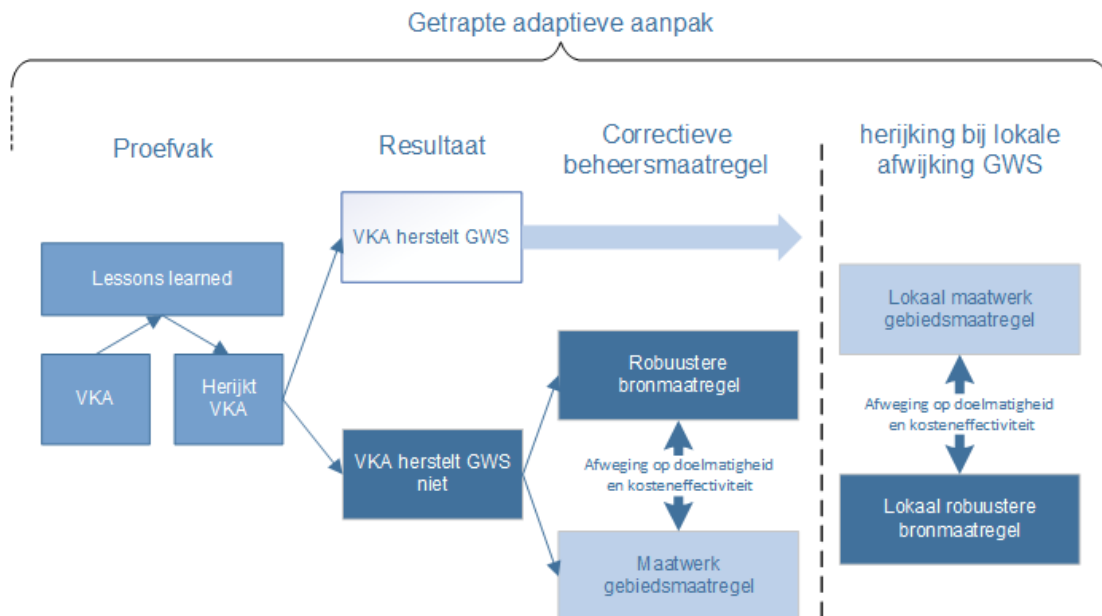 Getrapte adaptieve aanpak
Proefvak
Resultaat
Correctieve
beheersmaatregel
herijking bij lokale
afwijking GWS
Lessons learned
VKA
Herijkt
VKA
VKA herstelt GWS
VKA herstelt GWS
niet
Robuustere
bronmaatregel
Afweging op doelmatigheid
en kosteneffectiviteit
Maatwerk
gebiedsmaatregel
Lokaal maatwerk
gebiedsmaatregel
Afweging op doelmatigheid
en kosteneffectiviteit
Lokaal robuustere
bronmaatregel